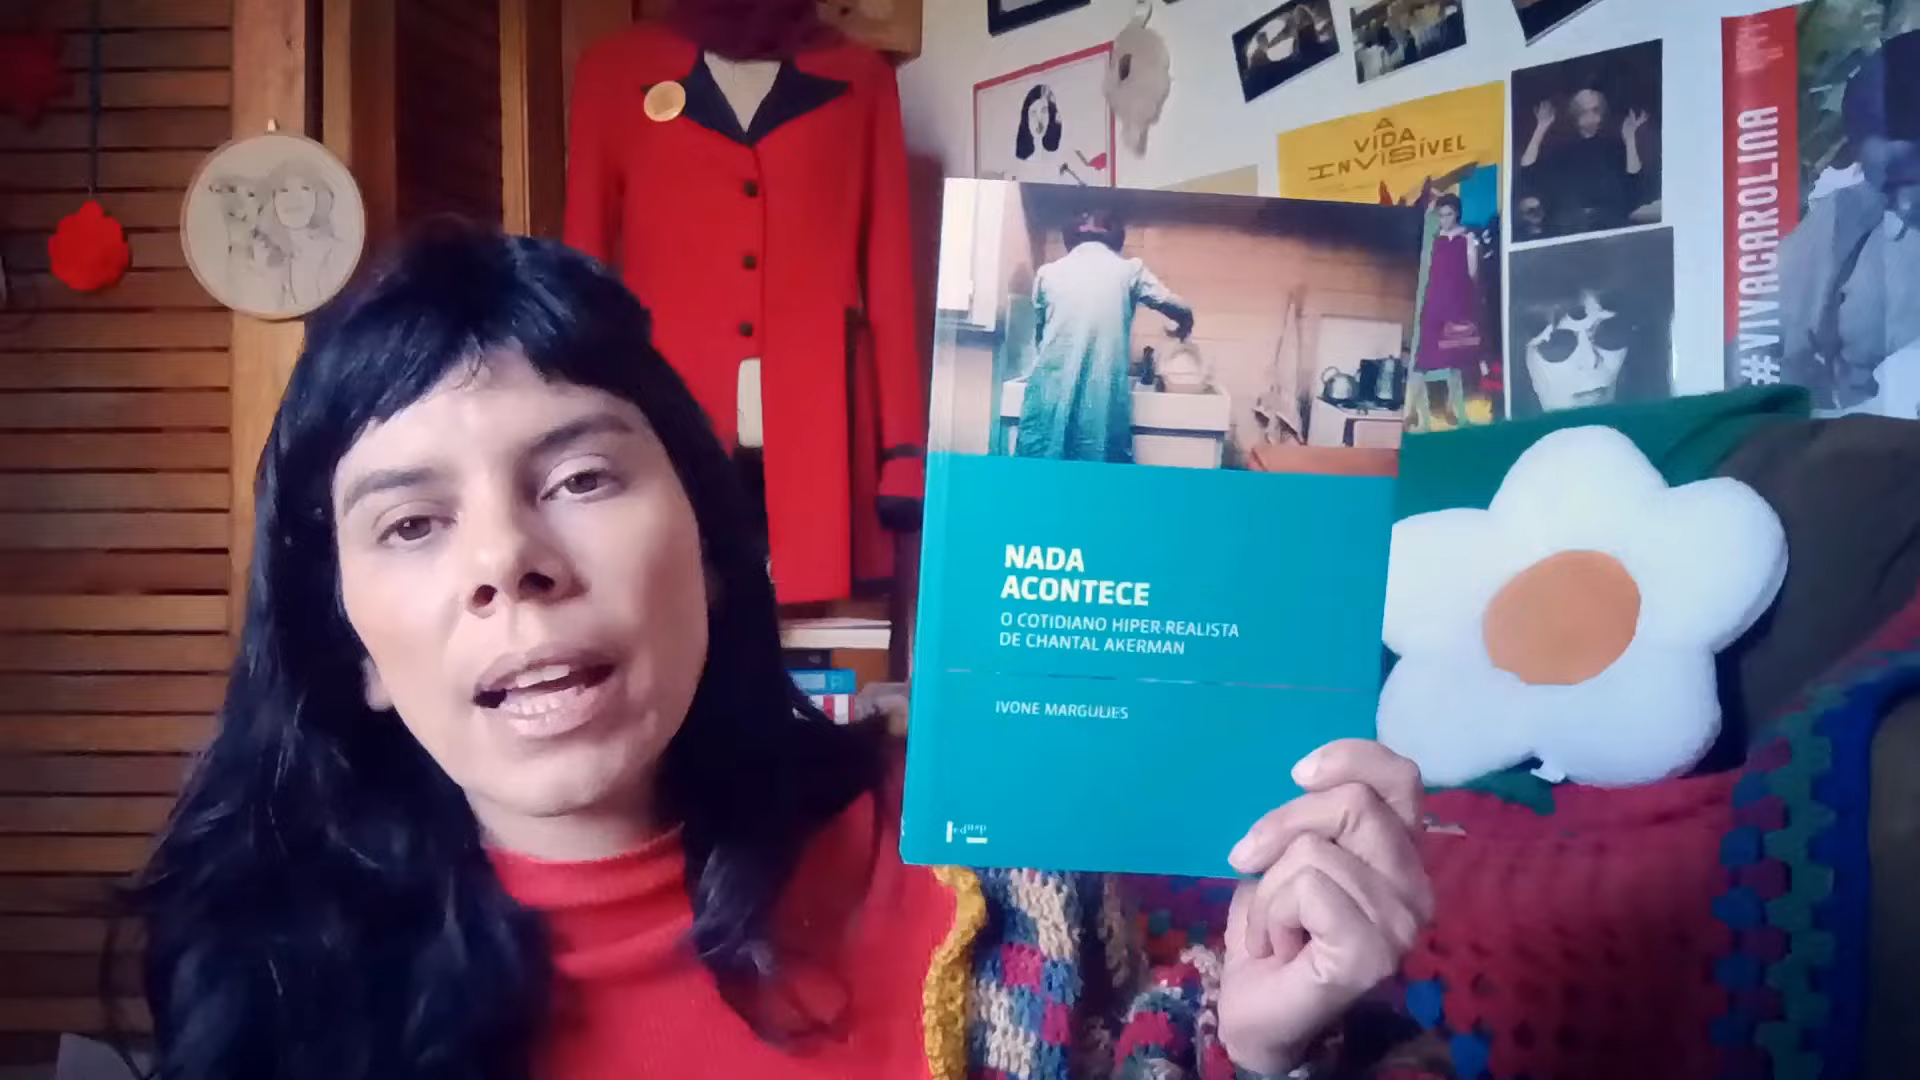 A
VIDA
INVISÍVEL
#VIVACAROLINA
NADA
ACONTECE
O COTIDIANO HIPER-REALISTA
DE CHANTAL AKERMAN
IVONE MARGULIES
edusp